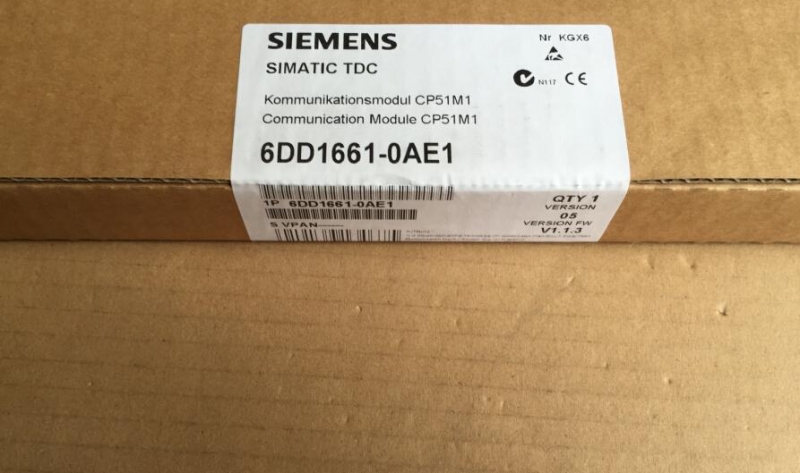 SIEMENS
Nr KGX6
SIMATIC TDC
N117 CE
Kommunikationsmodul CP51M1
Communication Module CP51M1
6DD1661-0AE1
1P 6DD1661-0AE1
QTY 1
VERSION
05
S VPAN
VERSION FW
V1.1.3